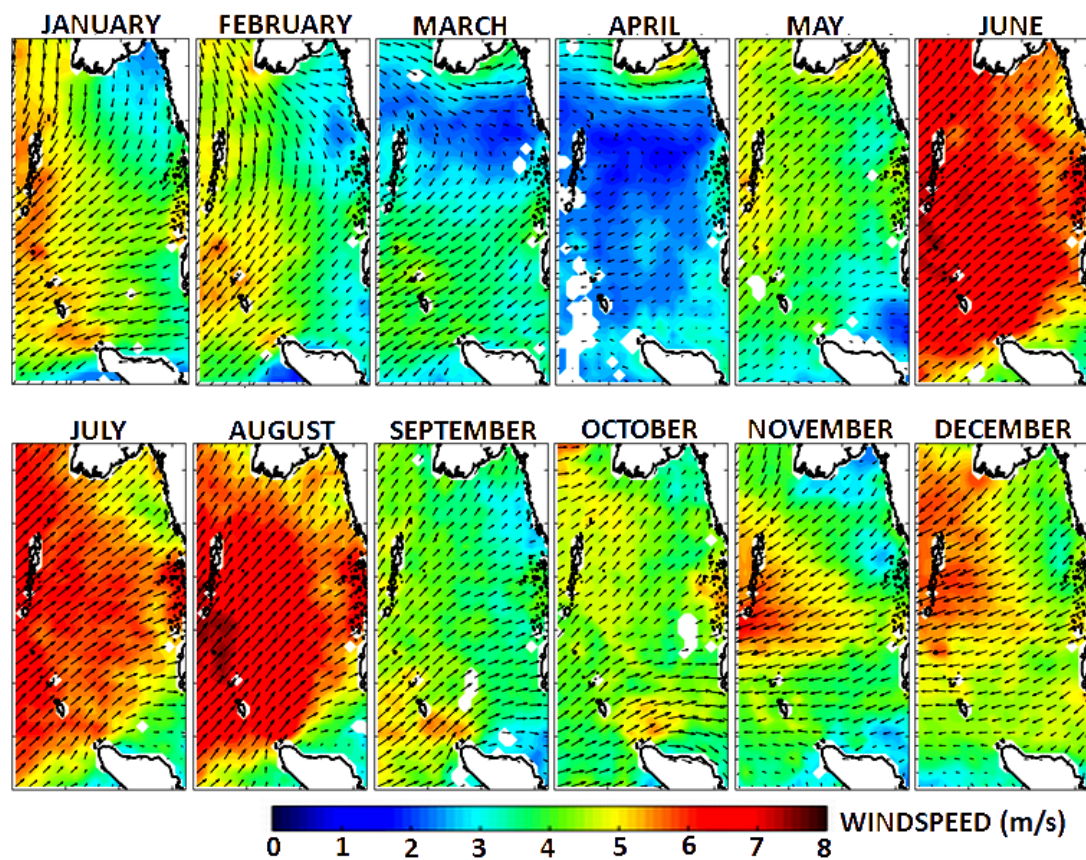 JANUARY FEBRUARY MARCH APRIL MAY JUNE
JULY AUGUST SEPTEMBER OCTOBER NOVEMBER DECEMBER
WINDSPEED (m/s)
0 1 2 3 4 5 6 7 8